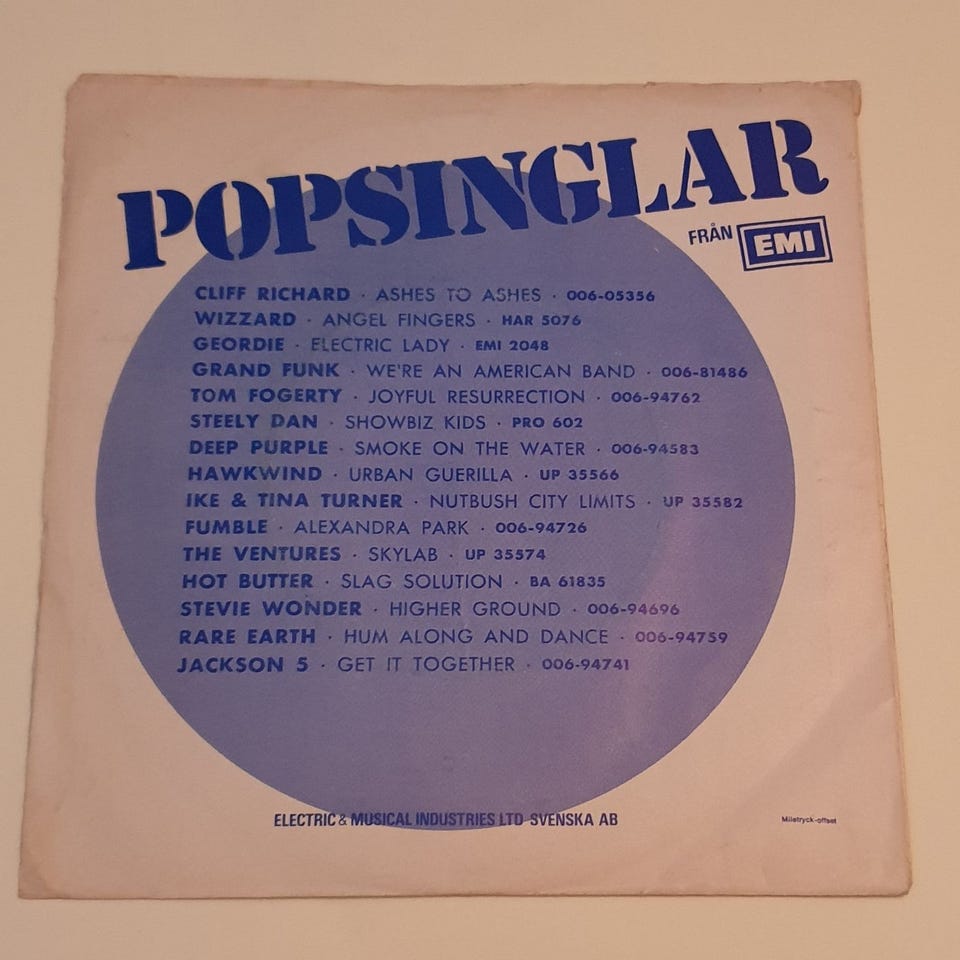 POPSINGLAR
FRÅN EMI
CLIFF RICHARD · ASHES TO ASHES · 006-05356
WIZZARD · ANGEL FINGERS · HAR 5076
GEORDIE · ELECTRIC LADY · EMI 2048
GRAND FUNK · WE'RE AN AMERICAN BAND · 006-81486
TOM FOGERTY · JOYFUL RESURRECTION · 006-94762
STEELY DAN · SHOWBIZ KIDS · PRO 602
DEEP PURPLE · SMOKE ON THE WATER · 006-94583
HAWKWIND · URBAN GUERILLA · UP 35566
IKE & TINA TURNER · NUTBUSH CITY LIMITS · UP 35582
FUMBLE · ALEXANDRA PARK · 006-94726
THE VENTURES · SKYLAB · UP 35574
HOT BUTTER · SLAG SOLUTION · BA 61835
STEVIE WONDER · HIGHER GROUND · 006-94696
RARE EARTH · HUM ALONG AND DANCE · 006-94759
JACKSON 5 · GET IT TOGETHER · 006-94741
ELECTRIC & MUSICAL INDUSTRIES LTD SVENSKA AB
Miletryck-offset